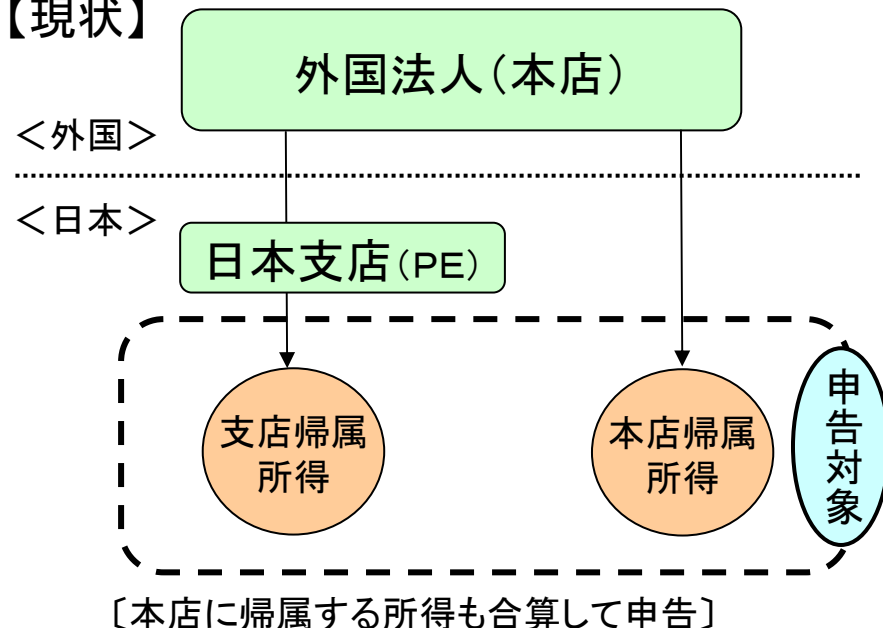 【現状】
外国法人(本店)
＜外国＞
＜日本＞
日本支店(PE)
支店帰属
所得
本店帰属
所得
申告対象
〔本店に帰属する所得も合算して申告〕